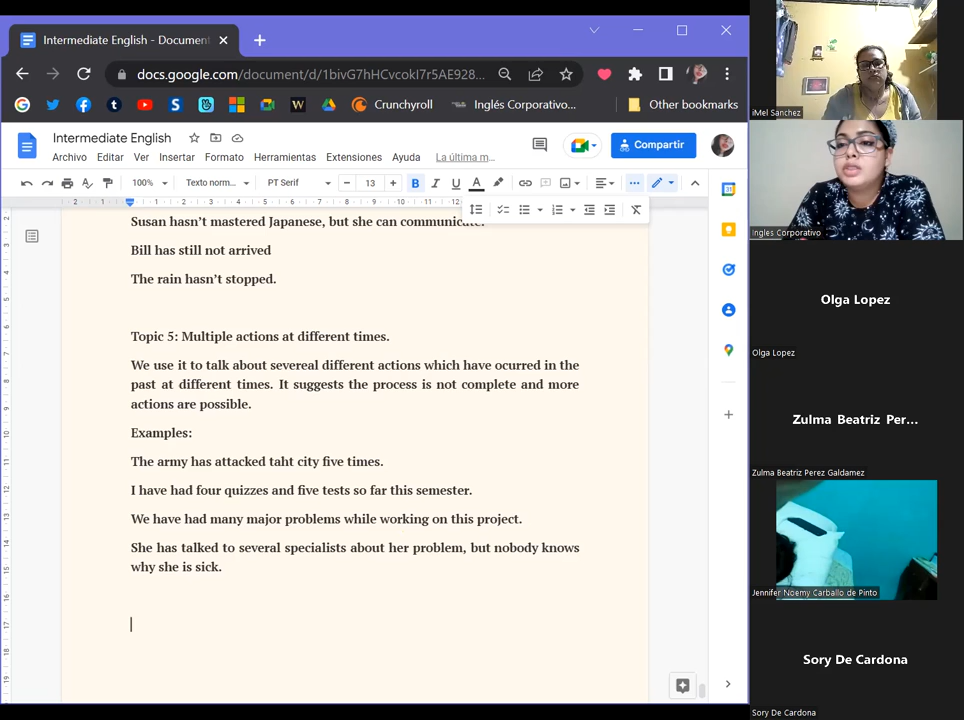 Intermediate English - Document
docs.google.com/document/d/1bivG7hHCvcokI7r5AE928...
Crunchyroll
Inglés Corporativo...
Other bookmarks
Intermediate English
Archivo Editar Ver Insertar Formato Herramientas Extensiones Ayuda La última m...
Compartir
100% Texto norm... PT Serif 13
Susan hasn't mastered Japanese, but she can communicate.
Bill has still not arrived
The rain hasn't stopped.
Topic 5: Multiple actions at different times.
We use it to talk about severeal different actions which have ocurred in the
past at different times. It suggests the process is not complete and more
actions are possible.
Examples:
The army has attacked taht city five times.
I have had four quizzes and five tests so far this semester.
We have had many major problems while working on this project.
She has talked to several specialists about her problem, but nobody knows
why she is sick.
iMel Sanchez
Ingles Corporativo
Olga Lopez
Olga Lopez
Zulma Beatriz Per...
Zulma Beatriz Perez Galdamez
Jennifer Noemy Carballo de Pinto
Sory De Cardona
Sory De Cardona